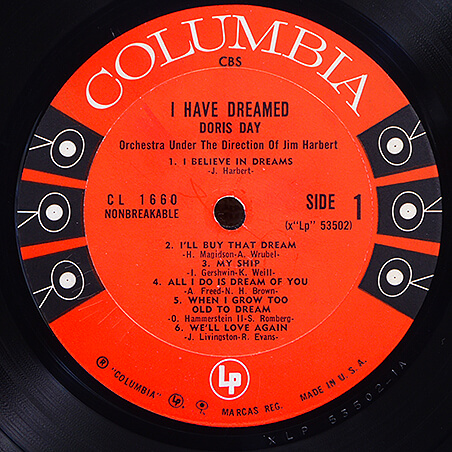 COLUMBIA
CBS
I HAVE DREAMED
DORIS DAY
Orchestra Under The Direction Of Jim Harbert
1. I BELIEVE IN DREAMS
-J. Harbert-
CL 1660
NONBREAKABLE
SIDE 1
(x"Lp" 53502)
2. I'LL BUY THAT DREAM
-H. Magidson-A. Wrubel-
3. MY SHIP
-I. Gershwin-K. Weill-
4. ALL I DO IS DREAM OF YOU
-A. Freed-N. H. Brown-
5. WHEN I GROW TOO
OLD TO DREAM
-O. Hammerstein II-S. Romberg-
6. WE'LL LOVE AGAIN
-J. Livingston-R. Evans-
Lp
® "COLUMBIA" MARCAS REG. MADE IN U.S.A.
XLP 53502-1A